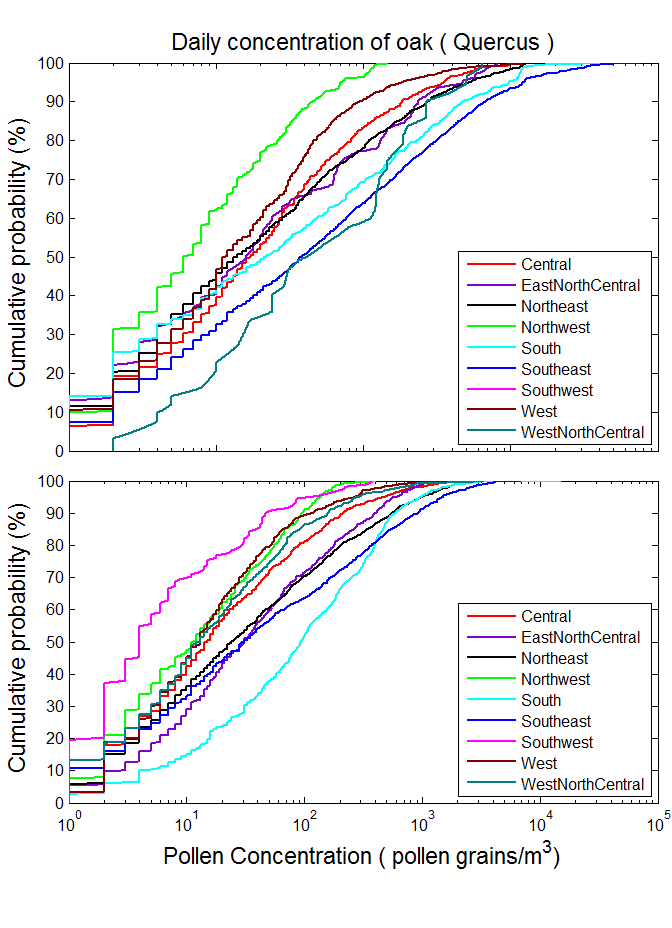 Daily concentration of oak ( Quercus )
Cumulative probability (%)
100
90
80
70
60
50
40
30
20
10
0
Central
EastNorthCentral
Northeast
Northwest
South
Southeast
Southwest
West
WestNorthCentral
Cumulative probability (%)
100
90
80
70
60
50
40
30
20
10
0
Central
EastNorthCentral
Northeast
Northwest
South
Southeast
Southwest
West
WestNorthCentral
10^0 10^1 10^2 10^3 10^4 10^5
Pollen Concentration ( pollen grains/m^3)